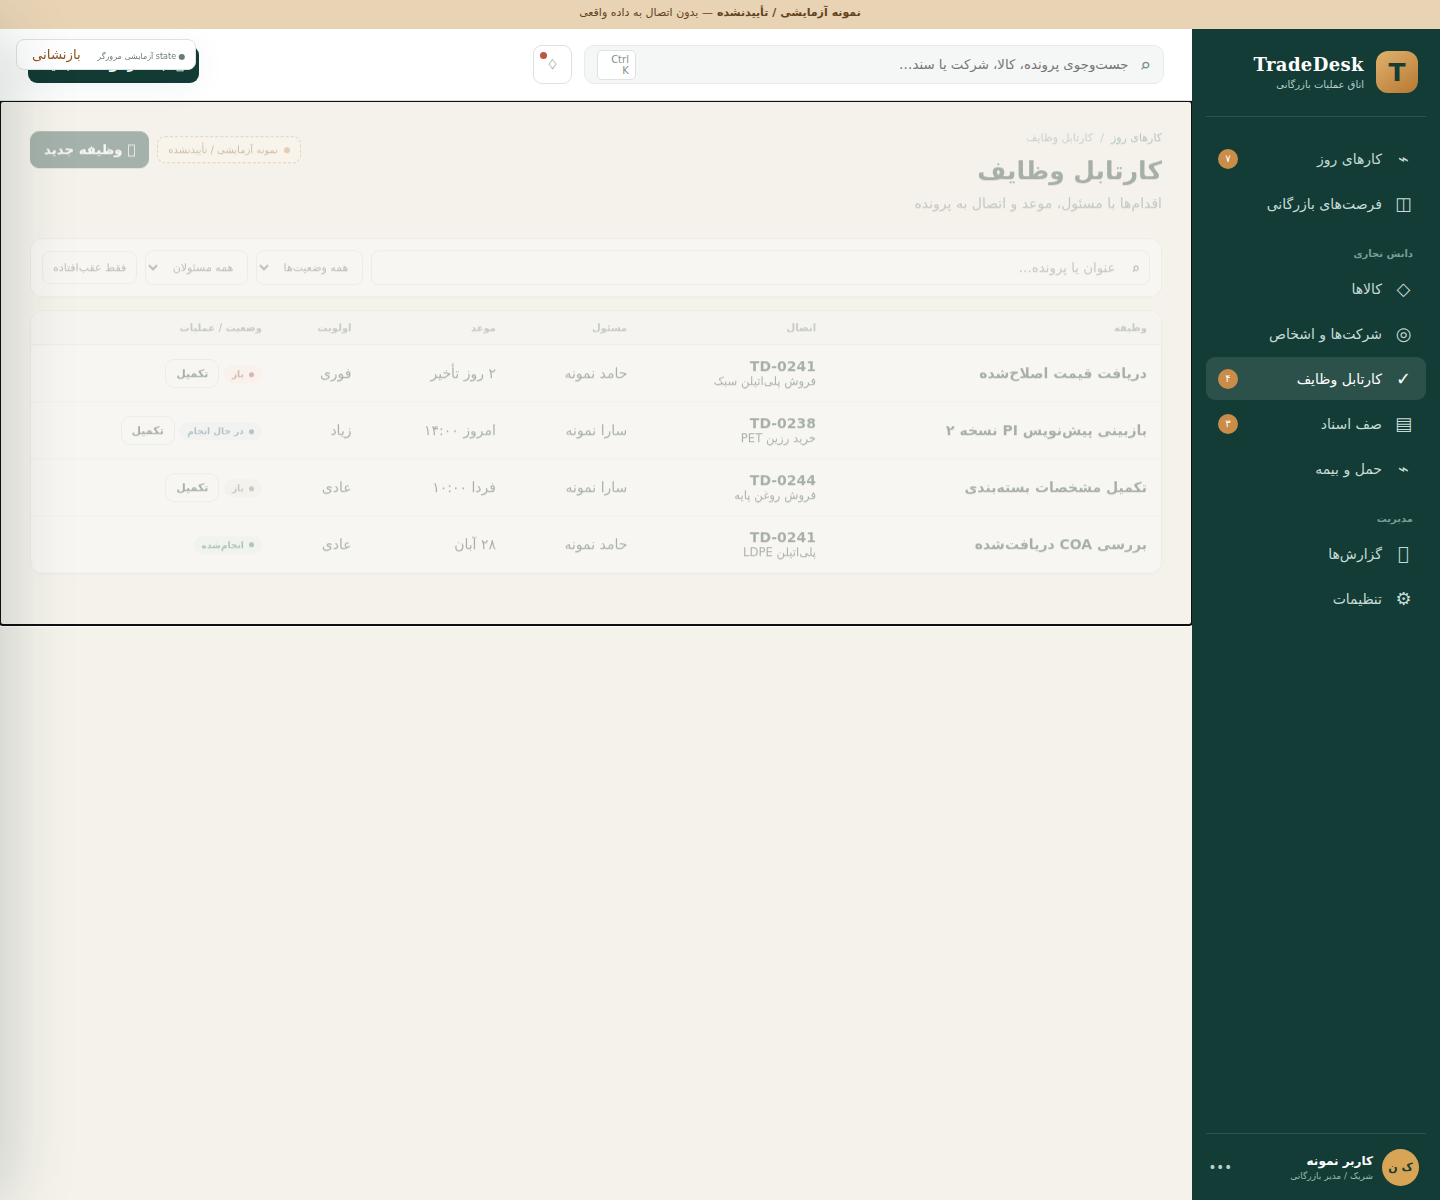 نمونه آزمایشی / تأییدنشده — بدون اتصال به داده واقعی
TradeDesk
اتاق عملیات بازرگانی
T
کارهای روز
۷
فرصت‌های بازرگانی
دانش تجاری
کالاها
شرکت‌ها و اشخاص
کارتابل وظایف
۴
صف اسناد
۳
حمل و بیمه
مدیریت
گزارش‌ها
تنظیمات
کاربر نمونه
شریک / مدیر بازرگانی
ک ن
جست‌وجوی پرونده، کالا، شرکت یا سند...
Ctrl
K
state آزمایشی مرورگر
بازنشانی
کارهای روز / کارتابل وظایف
کارتابل وظایف
اقدام‌ها با مسئول، موعد و اتصال به پرونده
نمونه آزمایشی / تأییدنشده
وظیفه جدید
عنوان یا پرونده...
همه وضعیت‌ها
همه مسئولان
فقط عقب‌افتاده
وظیفه اتصال مسئول موعد اولویت وضعیت / عملیات
دریافت قیمت اصلاح‌شده TD-0241 حامد نمونه ۲ روز تأخیر فوری باز تکمیل
فروش پلی‌اتیلن سبک
بازبینی پیش‌نویس PI نسخه ۲ TD-0238 سارا نمونه امروز ۱۴:۰۰ زیاد در حال انجام تکمیل
خرید رزین PET
تکمیل مشخصات بسته‌بندی TD-0244 سارا نمونه فردا ۱۰:۰۰ عادی باز تکمیل
فروش روغن پایه
بررسی COA دریافت‌شده TD-0241 حامد نمونه ۲۸ آبان عادی انجام‌شده
پلی‌اتیلن LDPE